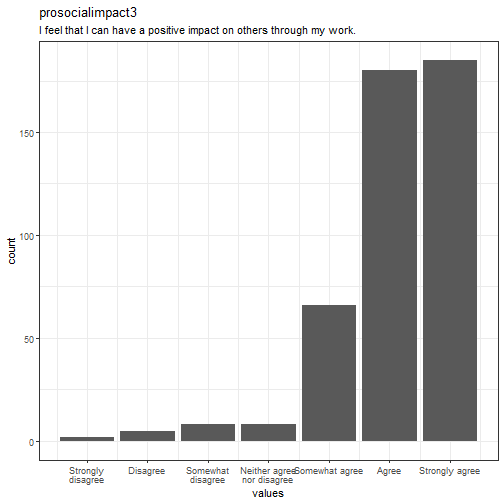 prosocialimpact3
I feel that I can have a positive impact on others through my work.
150
100
50
0
count
Strongly
disagree
Disagree
Somewhat
disagree
Neither agree
nor disagree
Somewhat agree
Agree
Strongly agree
values